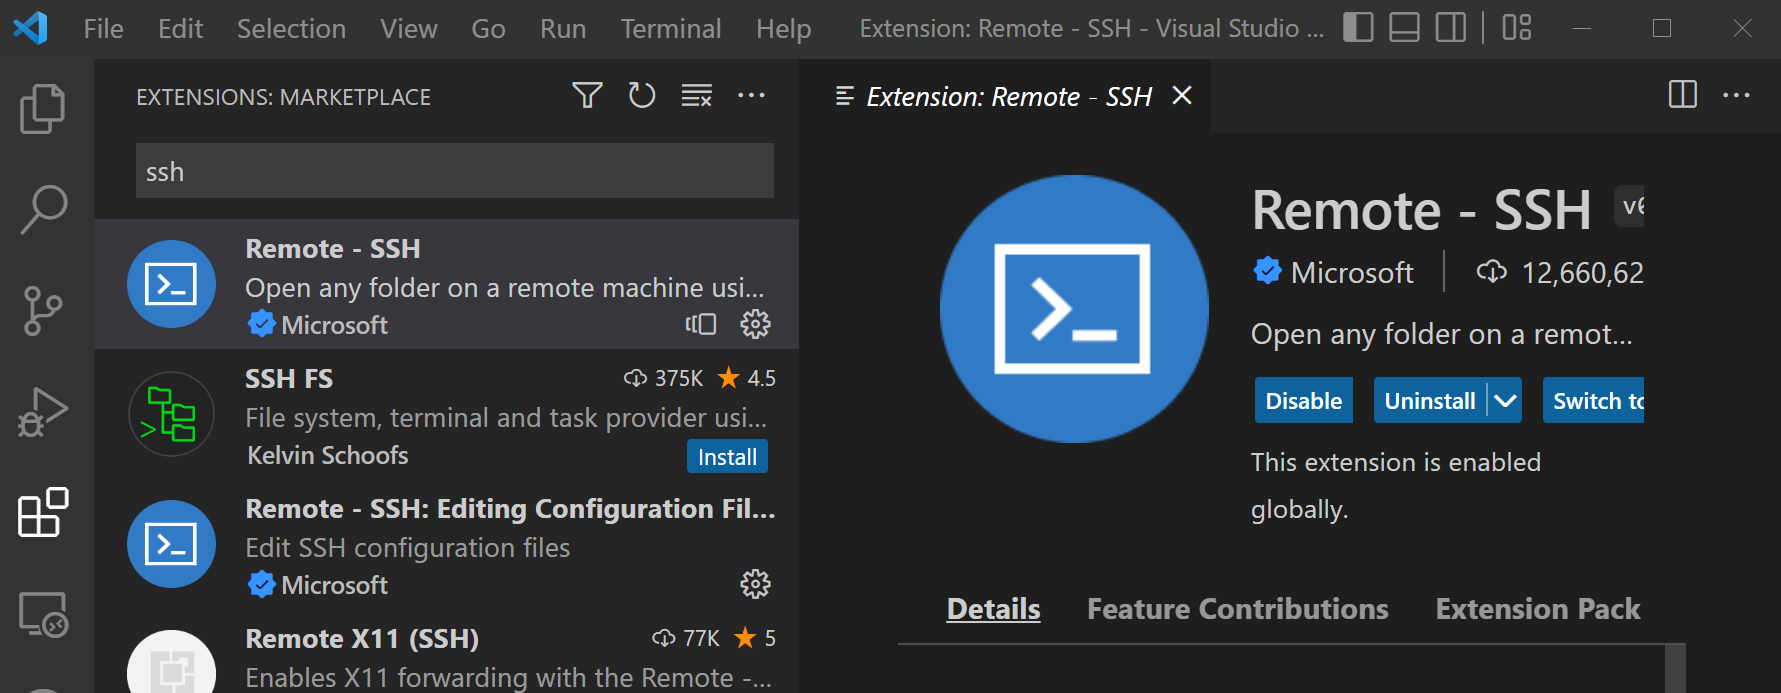 File Edit Selection View Go Run Terminal Help Extension: Remote - SSH - Visual Studio ...
EXTENSIONS: MARKETPLACE
ssh
Remote - SSH
Open any folder on a remote machine usi...
Microsoft
SSH FS 375K 4.5
File system, terminal and task provider usi...
Kelvin Schoofs Install
Remote - SSH: Editing Configuration Fil...
Edit SSH configuration files
Microsoft
Remote X11 (SSH) 77K 5
Enables X11 forwarding with the Remote -...
Extension: Remote - SSH
Remote - SSH
Microsoft 12,660,62
Open any folder on a remot...
Disable Uninstall Switch to
This extension is enabled
globally.
Details Feature Contributions Extension Pack